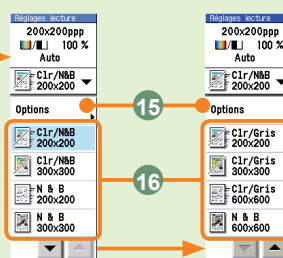 Réglages lecture
200x200ppp
100 %
Auto
Clr/N&B
200x200
Options
Clr/N&B
200x200
Clr/N&B
300x300
N & B
200x200
N & B
300x300
15
16
Réglages lecture
200x200ppp
100 %
Auto
Clr/N&B
200x200
Options
Clr/Gris
200x200
Clr/Gris
300x300
Clr/Gris
600x600
N & B
600x600